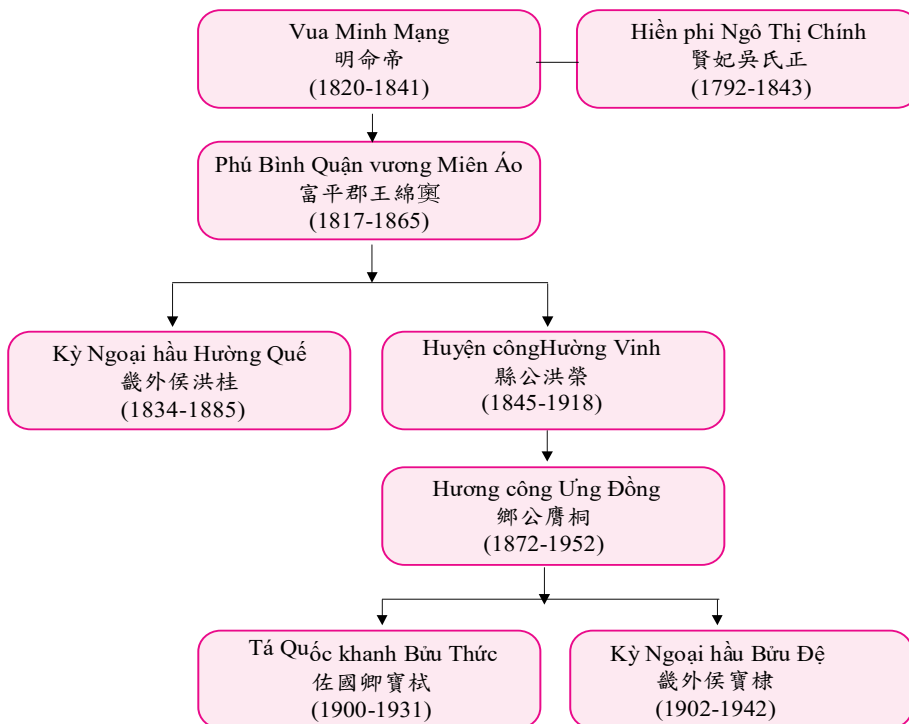 Vua Minh Mạng
明命帝
(1820-1841)
Hiền phi Ngô Thị Chính
賢妃吳氏正
(1792-1843)
Phú Bình Quận vương Miên Áo
富平郡王綿寏
(1817-1865)
Kỳ Ngoại hầu Hường Quế
畿外侯洪桂
(1834-1885)
Huyện côngHường Vinh
縣公洪榮
(1845-1918)
Hương công Ưng Đồng
鄉公膺桐
(1872-1952)
Tá Quốc khanh Bửu Thức
佐國卿寶栻
(1900-1931)
Kỳ Ngoại hầu Bửu Đệ
畿外侯寶棣
(1902-1942)